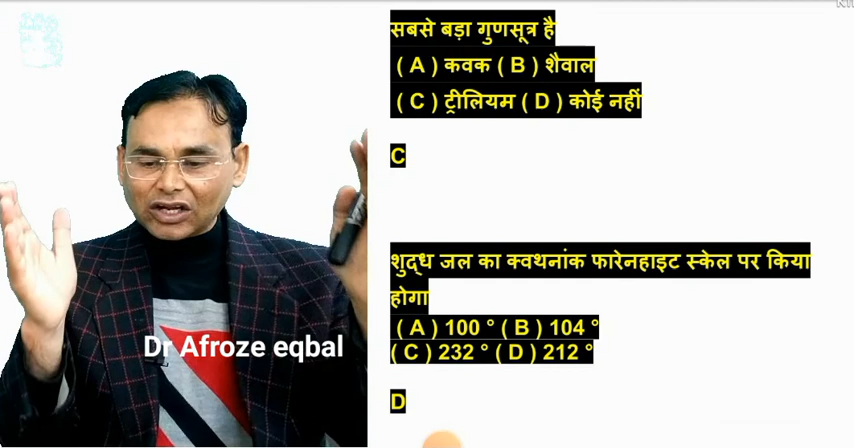 सबसे बड़ा गुणसूत्र है
( A ) कवक ( B ) शैवाल
( C ) ट्रीलियम ( D ) कोई नहीं
C
शुद्ध जल का क्वथनांक फारेनहाइट स्केल पर किया
होगा
( A ) 100 ° ( B ) 104 °
( C ) 232 ° ( D ) 212 °
D
Dr Afroze eqbal